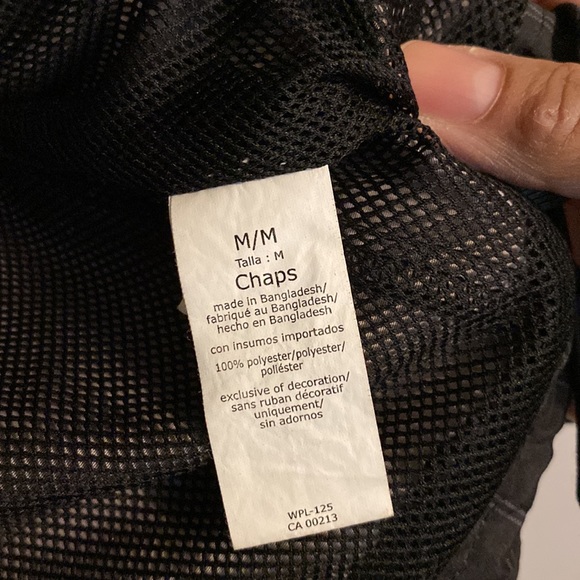 M/M
Talla : M
Chaps
made in Bangladesh/
fabriqué au Bangladesh/
hecho en Bangladesh
con insumos importados
100% polyester/polyester/
poliéster
exclusive of decoration/
sans ruban décoratif
uniquement/
sin adornos
WPL-125
CA 00213